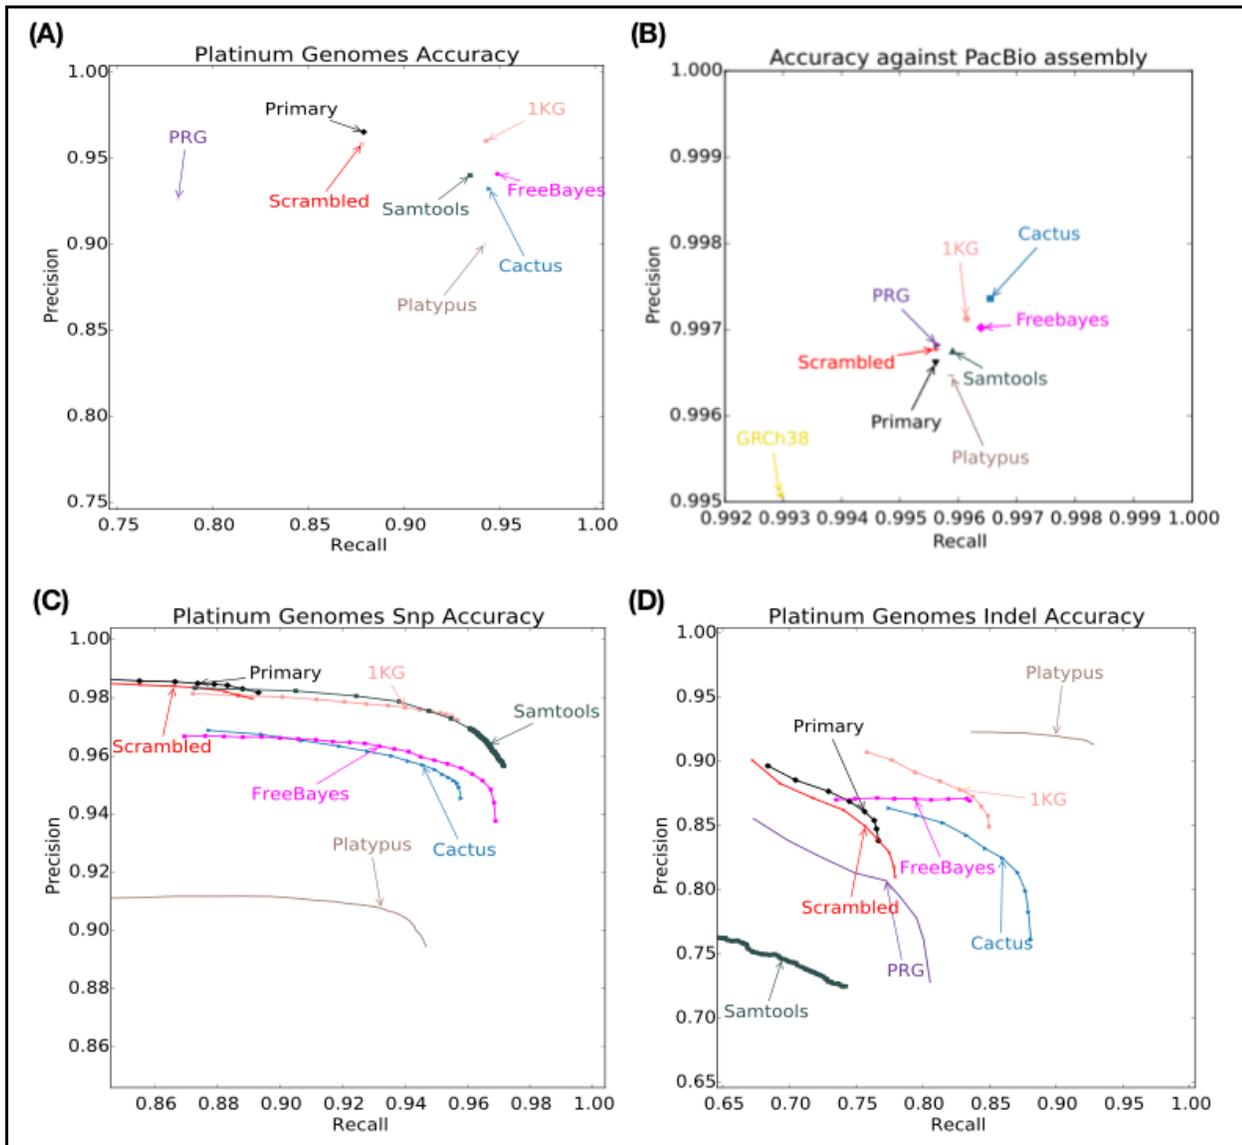 (A)
Platinum Genomes Accuracy
1.00
0.95
0.90
0.85
0.80
0.75
Precision
Primary
1KG
PRG
Scrambled
FreeBayes
Samtools
Cactus
Platypus
0.75 0.80 0.85 0.90 0.95 1.00
Recall
(B)
Accuracy against PacBio assembly
1.000
0.999
0.998
0.997
0.996
0.995
Precision
Cactus
1KG
PRG
Freebayes
Scrambled
Samtools
Primary
GRCh38
Platypus
0.992 0.993 0.994 0.995 0.996 0.997 0.998 0.999 1.000
Recall
(C)
Platinum Genomes Snp Accuracy
1.00
0.98
0.96
0.94
0.92
0.90
0.88
0.86
Precision
Primary
1KG
Samtools
Scrambled
FreeBayes
Platypus
Cactus
0.86 0.88 0.90 0.92 0.94 0.96 0.98 1.00
Recall
(D)
Platinum Genomes Indel Accuracy
1.00
0.95
0.90
0.85
0.80
0.75
0.70
0.65
Precision
Platypus
Primary
1KG
FreeBayes
Scrambled
Cactus
PRG
Samtools
0.65 0.70 0.75 0.80 0.85 0.90 0.95 1.00
Recall